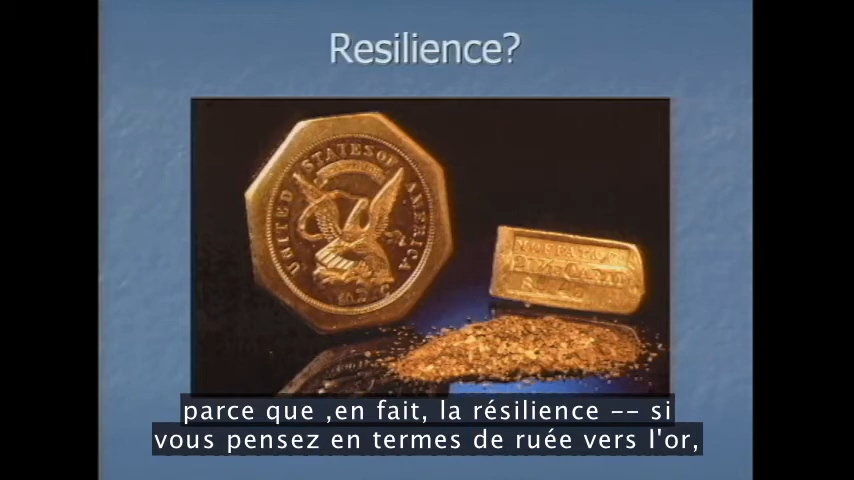 Resilience?
UNITED STATES OF AMERICA
parce que ,en fait, la résilience -- si
vous pensez en termes de ruée vers l'or,